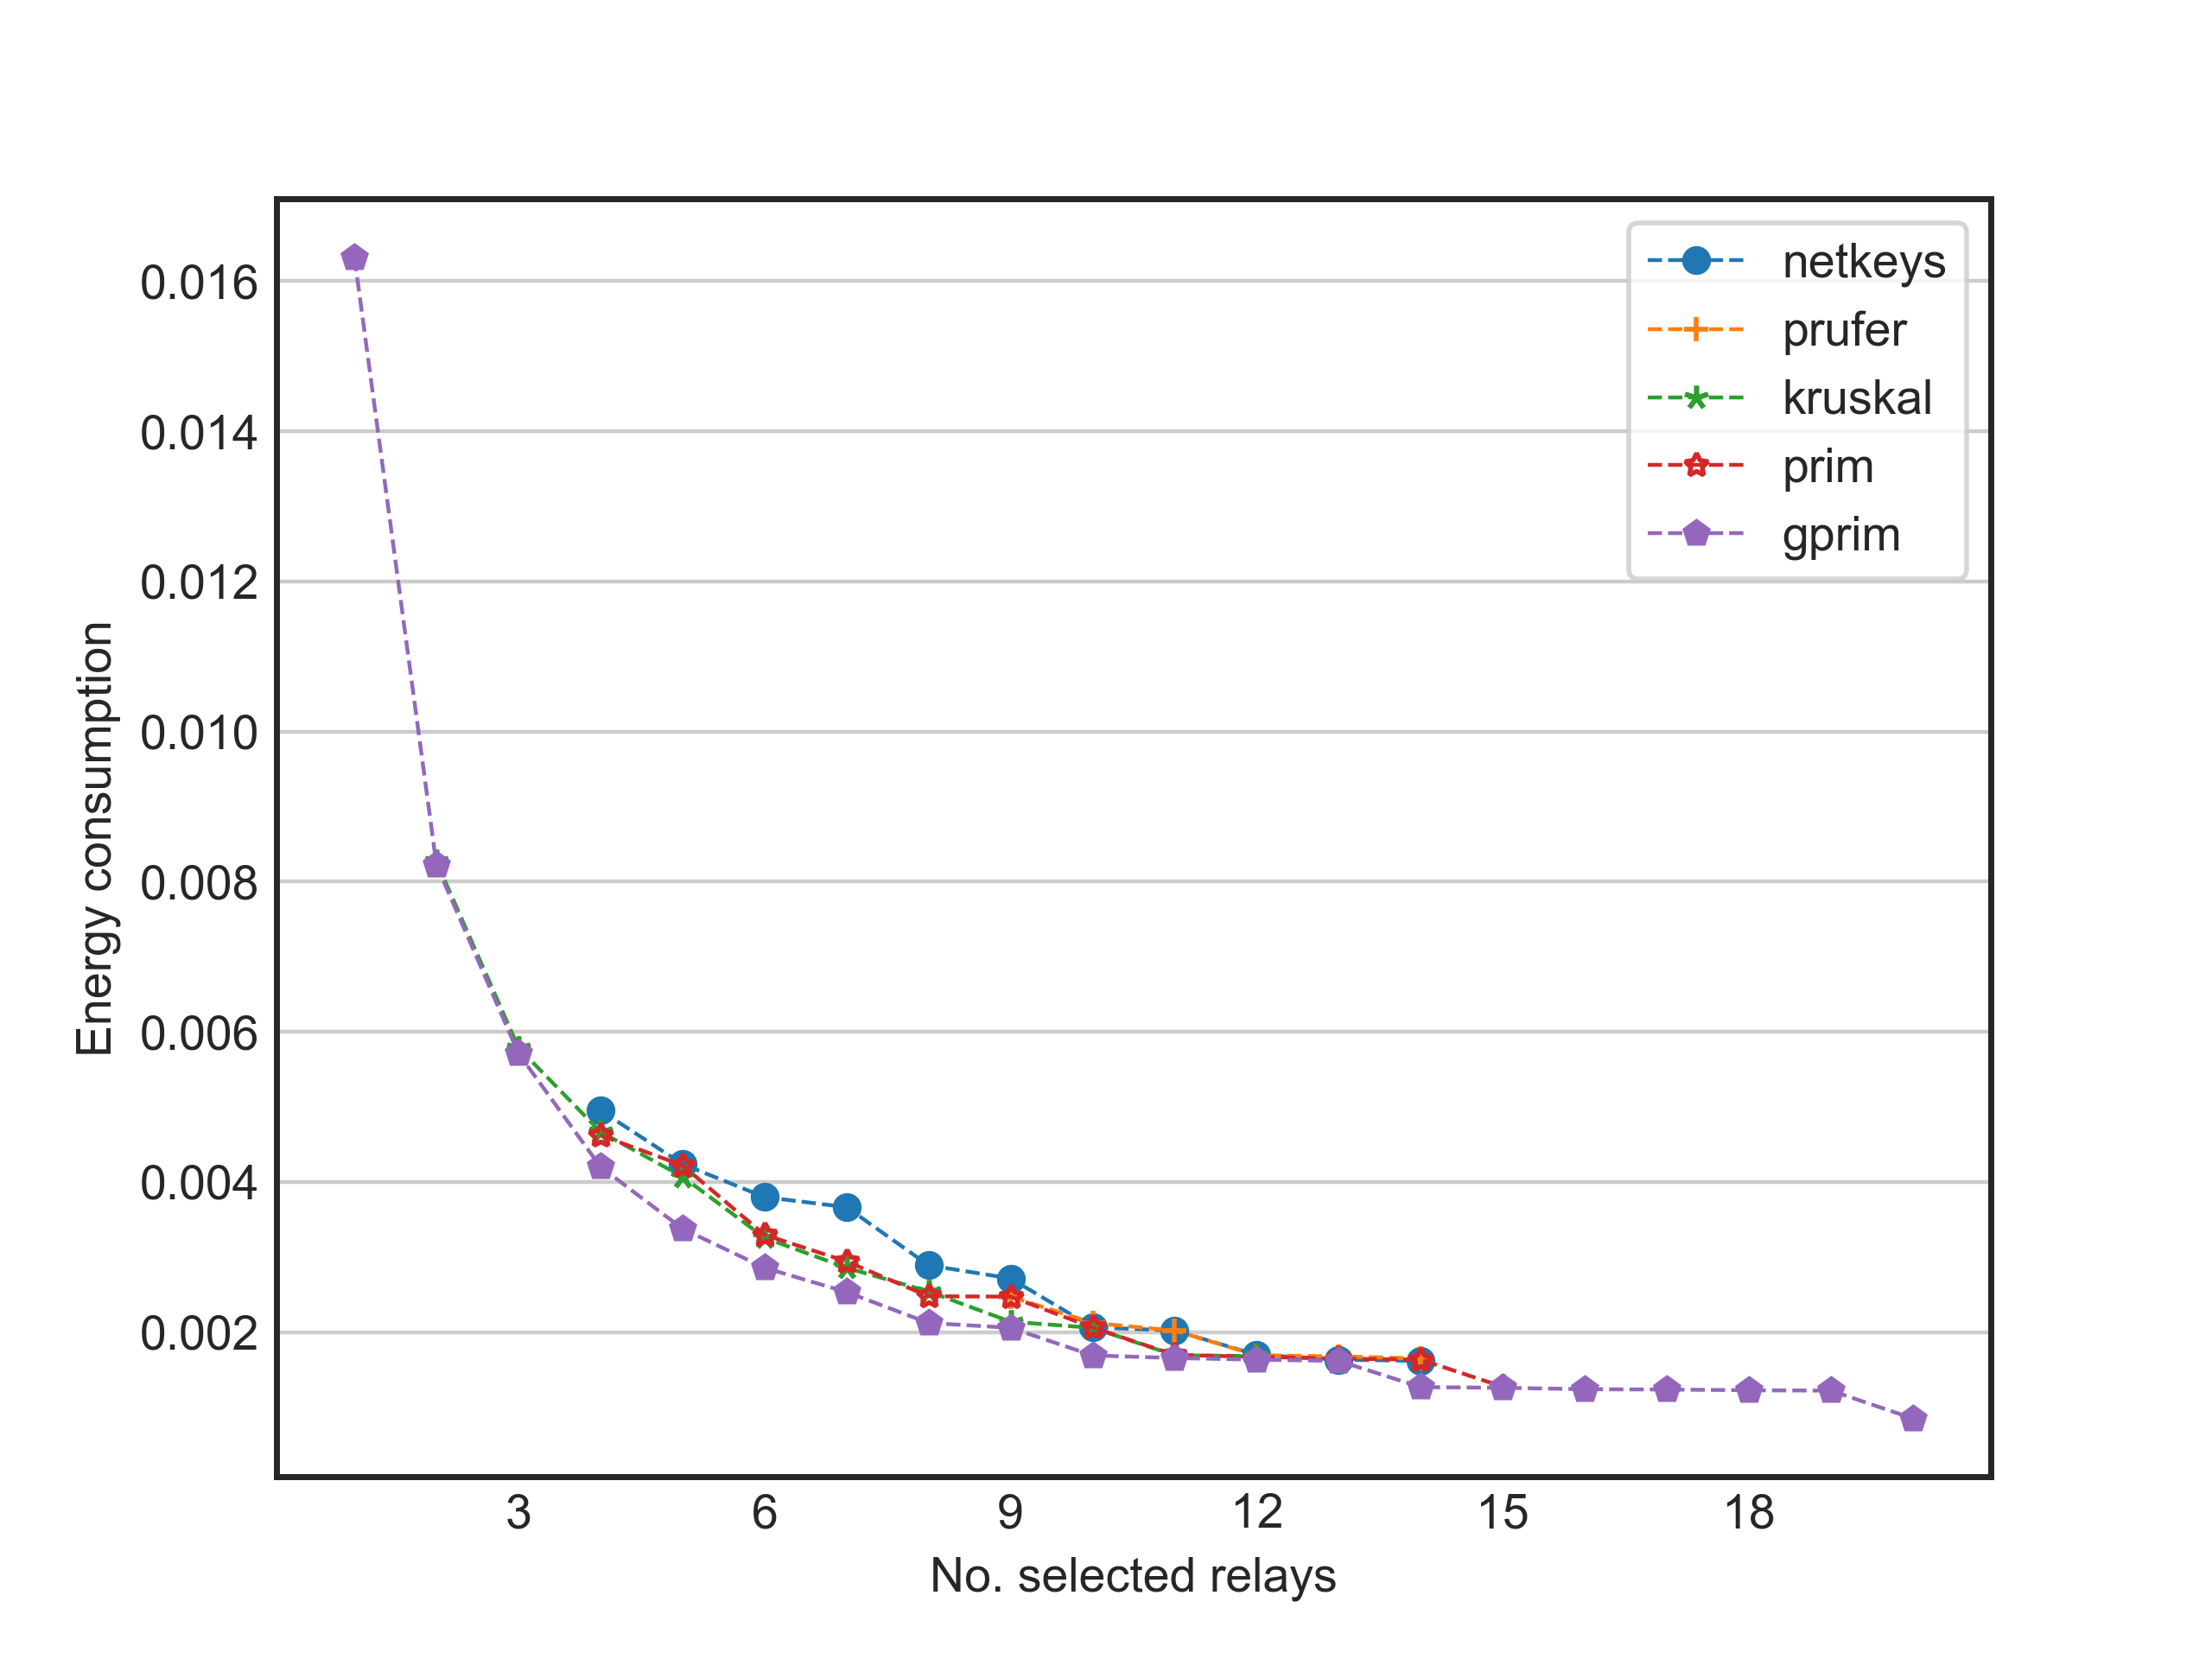 netkeys
prufer
kruskal
prim
gprim
0.016
0.014
0.012
0.010
0.008
0.006
0.004
0.002
Energy consumption
3 6 9 12 15 18
No. selected relays